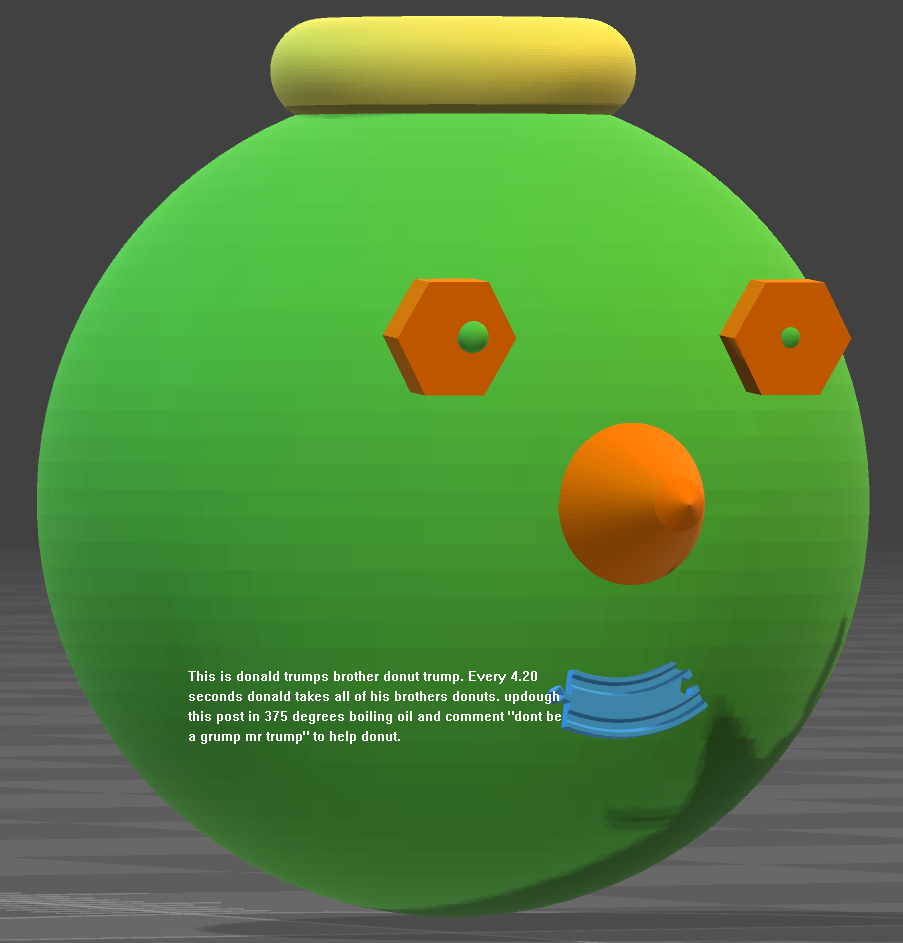 This is donald trumps brother donut trump. Every 4.20
seconds donald takes all of his brothers donuts. updough
this post in 375 degrees boiling oil and comment "dont be
a grump mr trump" to help donut.